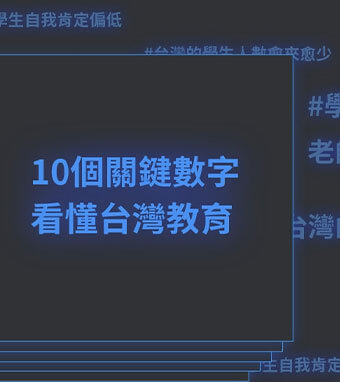 學生自我肯定偏低
#台灣的學生人數愈來愈少
#學
老
10個關鍵數字
看懂台灣教育
台灣
生自我肯定